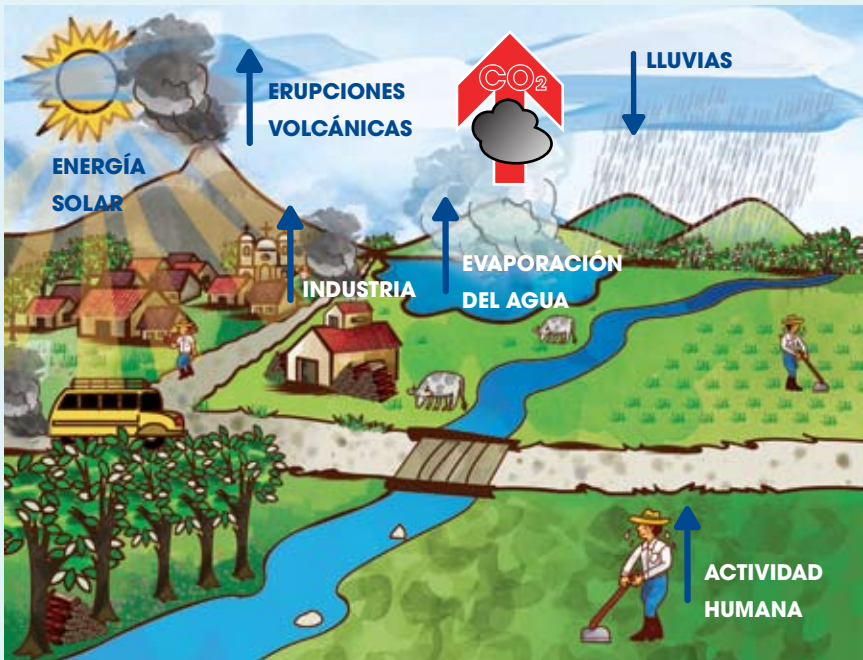 ERUPCIONES
VOLCÁNICAS
CO₂
LLUVIAS
ENERGÍA
SOLAR
INDUSTRIA
EVAPORACIÓN
DEL AGUA
ACTIVIDAD
HUMANA